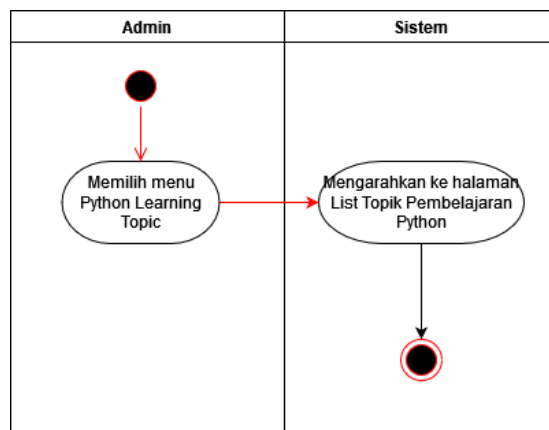 Admin
Sistem
Memilih menu
Python Learning
Topic
Mengarahkan ke halaman
List Topik Pembelajaran
Python